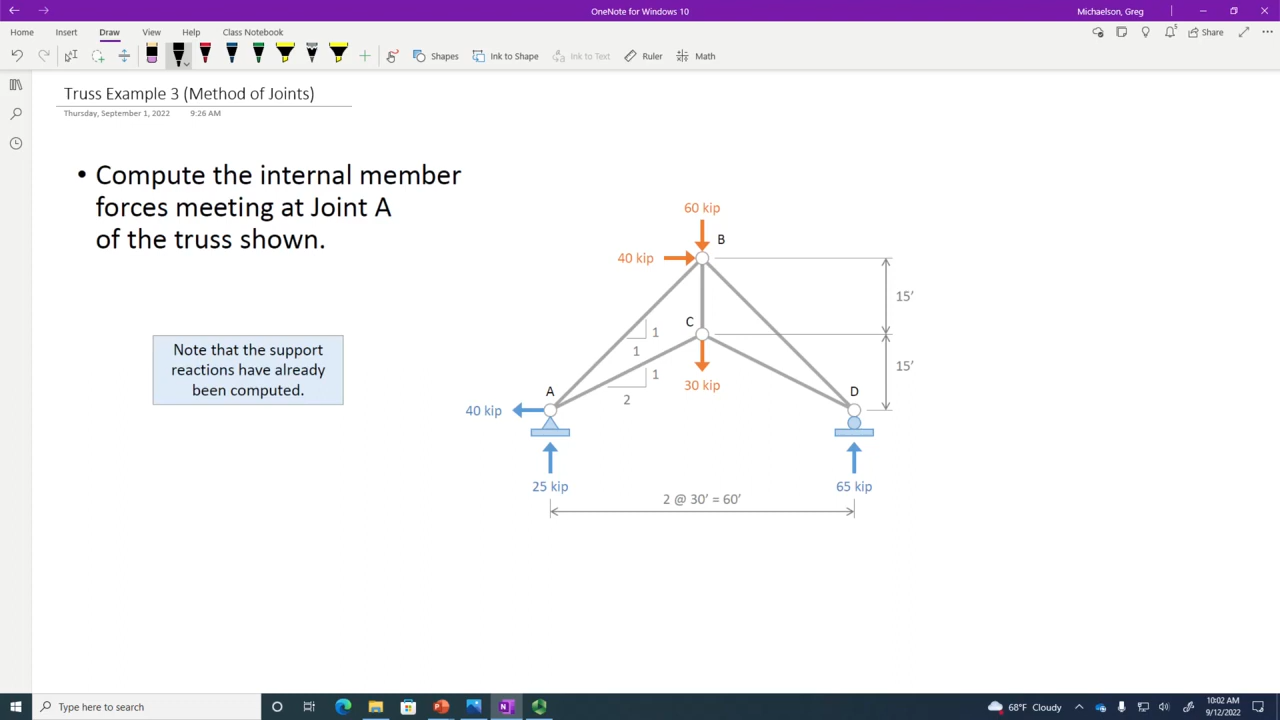 OneNote for Windows 10
Michaelson, Greg
Home Insert Draw View Help Class Notebook
5
Share
Shapes Ink to Shape Ink to Text Ruler Math
Truss Example 3 (Method of Joints)
Thursday, September 1, 2022 9:26 AM
• Compute the internal member
forces meeting at Joint A
of the truss shown.
Note that the support
reactions have already
been computed.
60 kip
B
40 kip
15'
C
1
1
1
15'
30 kip
2
A
D
40 kip
25 kip
65 kip
2 @ 30' = 60'
Type here to search
68°F Cloudy
10:02 AM
9/12/2022